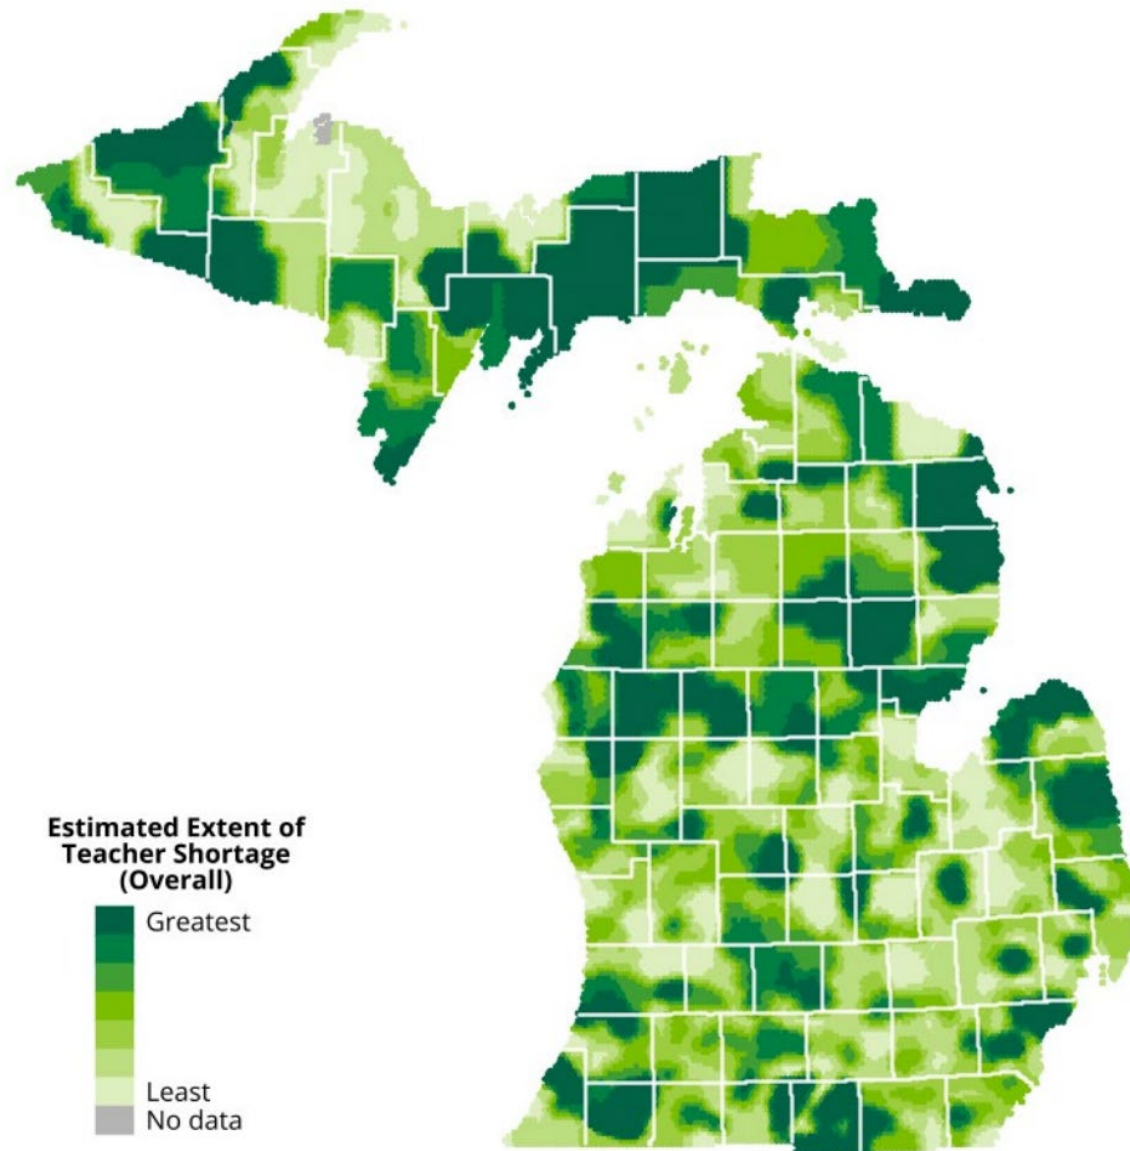 Estimated Extent of
Teacher Shortage
(Overall)
Greatest
Least
No data